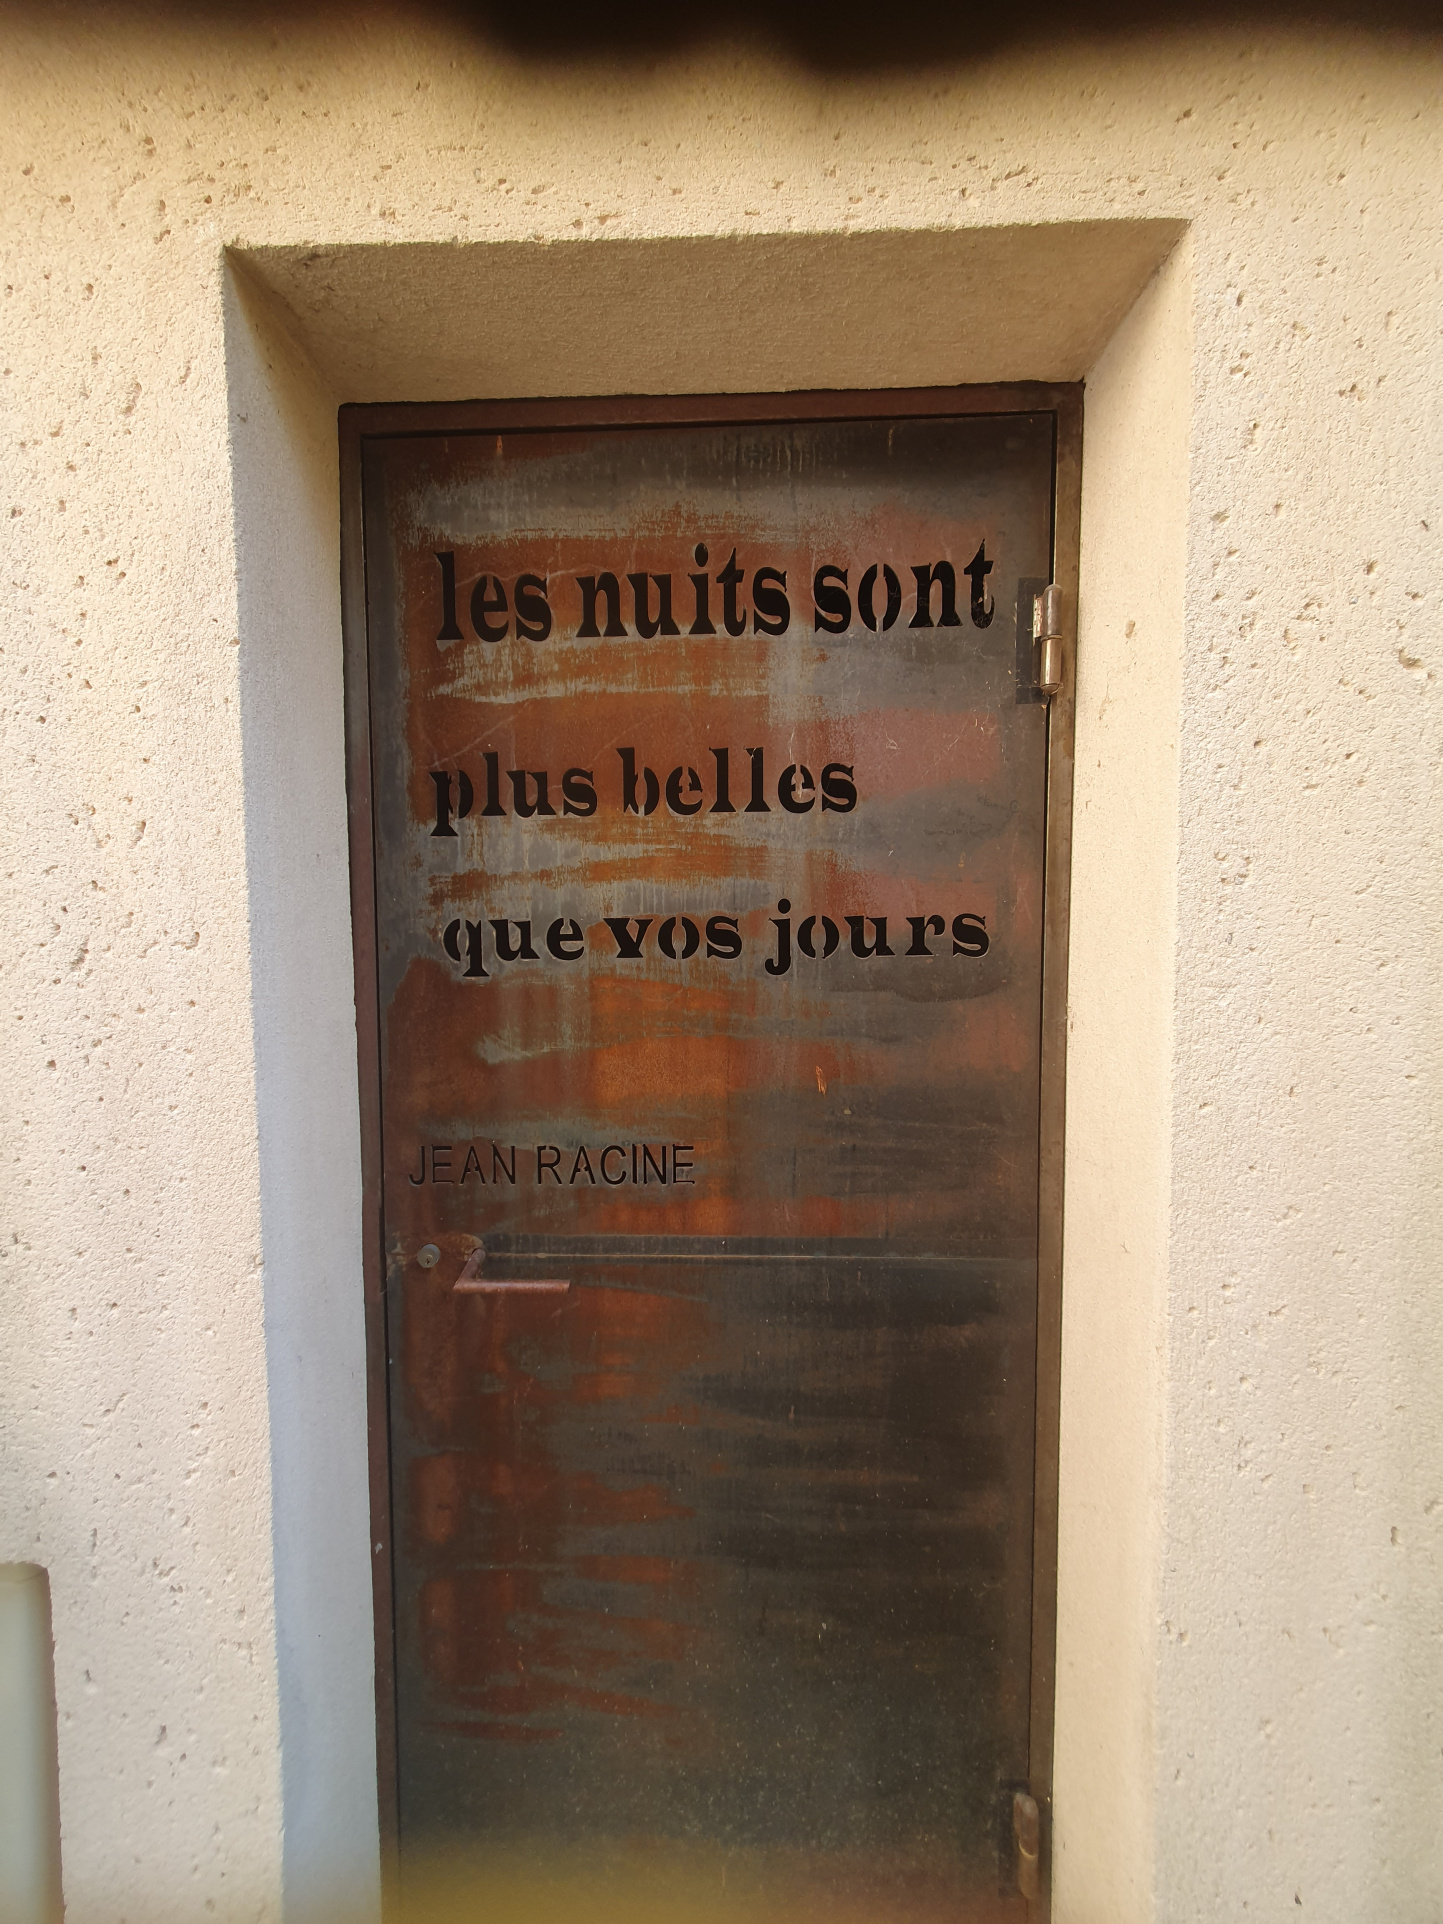 les nuits sont
plus belles
que vos jours
JEAN RACINE